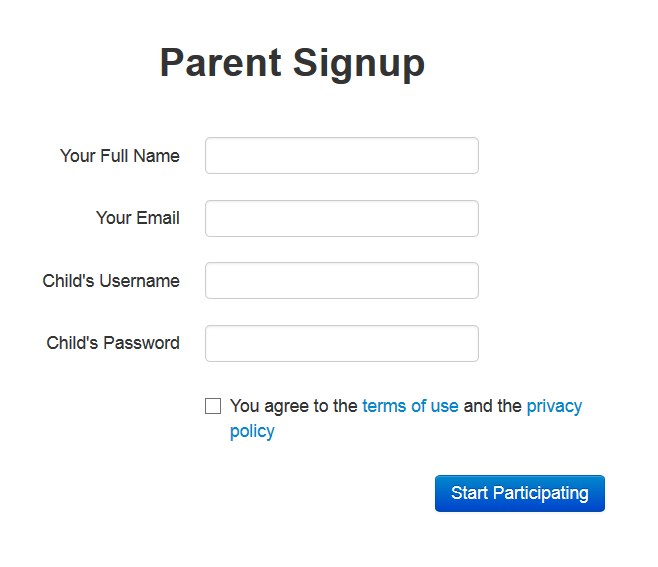 Parent Signup
Your Full Name
Your Email
Child's Username
Child's Password
You agree to the terms of use and the privacy
policy
Start Participating